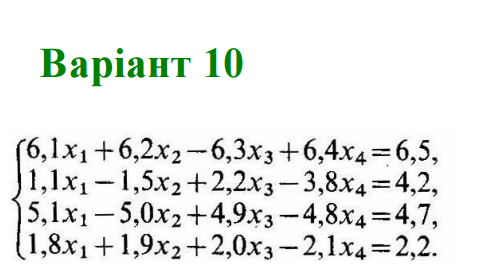 Варіант 10
6,1x₁+6,2x₂−6,3x₃+6,4x₄=6,5,
1,1x₁−1,5x₂+2,2x₃−3,8x₄=4,2,
5,1x₁−5,0x₂+4,9x₃−4,8x₄=4,7,
1,8x₁+1,9x₂+2,0x₃−2,1x₄=2,2.